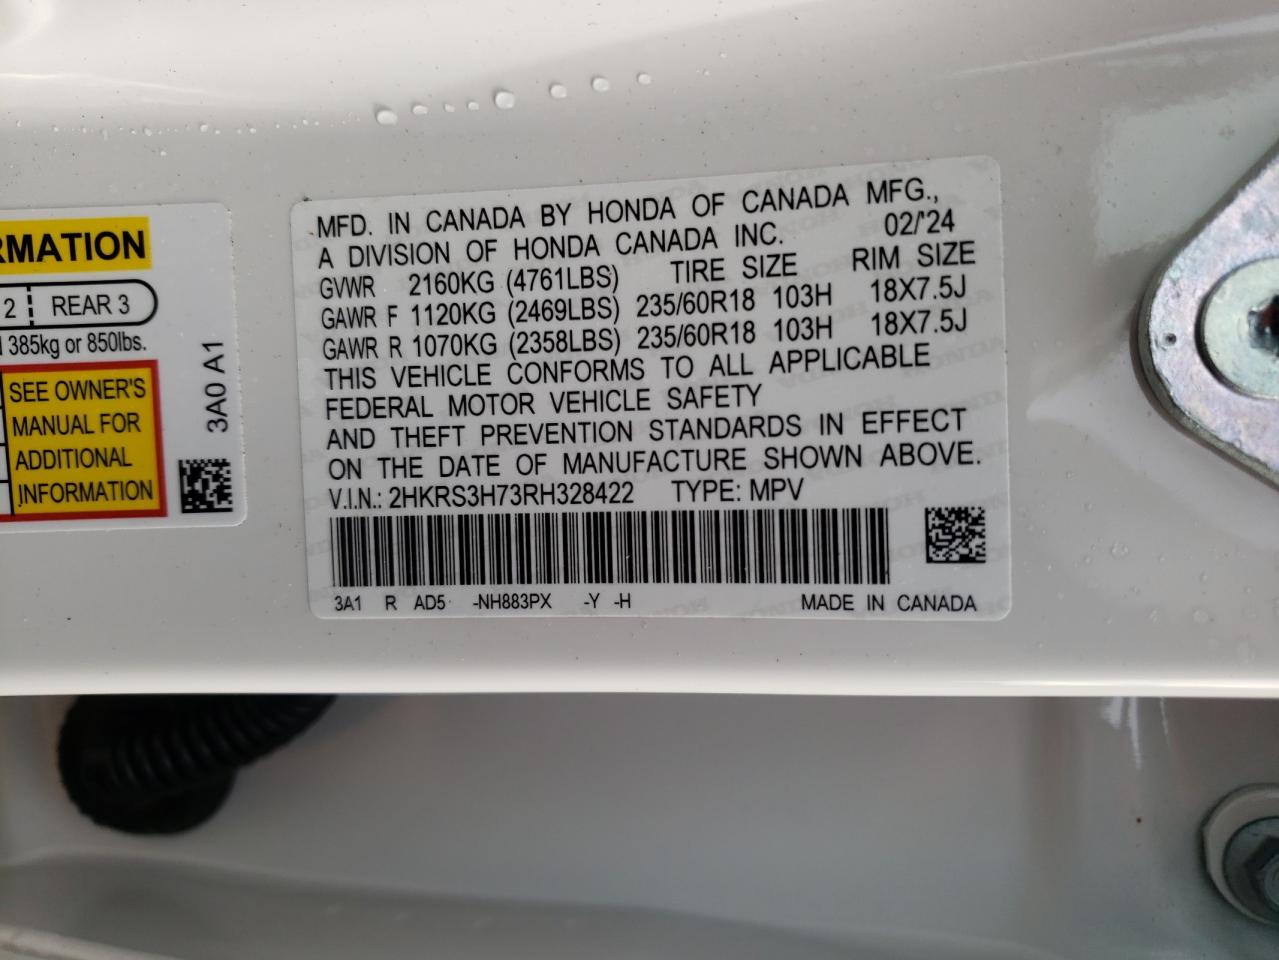 RMATION
2 REAR 3
385kg or 850lbs.
SEE OWNER'S
MANUAL FOR
ADDITIONAL
INFORMATION
3A0 A1
MFD. IN CANADA BY HONDA OF CANADA MFG.,
A DIVISION OF HONDA CANADA INC. 02/'24
GVWR 2160KG (4761LBS) TIRE SIZE RIM SIZE
GAWR F 1120KG (2469LBS) 235/60R18 103H 18X7.5J
GAWR R 1070KG (2358LBS) 235/60R18 103H 18X7.5J
THIS VEHICLE CONFORMS TO ALL APPLICABLE
FEDERAL MOTOR VEHICLE SAFETY
AND THEFT PREVENTION STANDARDS IN EFFECT
ON THE DATE OF MANUFACTURE SHOWN ABOVE.
V.I.N.: 2HKRS3H73RH328422 TYPE: MPV
3A1 R AD5 -NH883PX -Y -H MADE IN CANADA